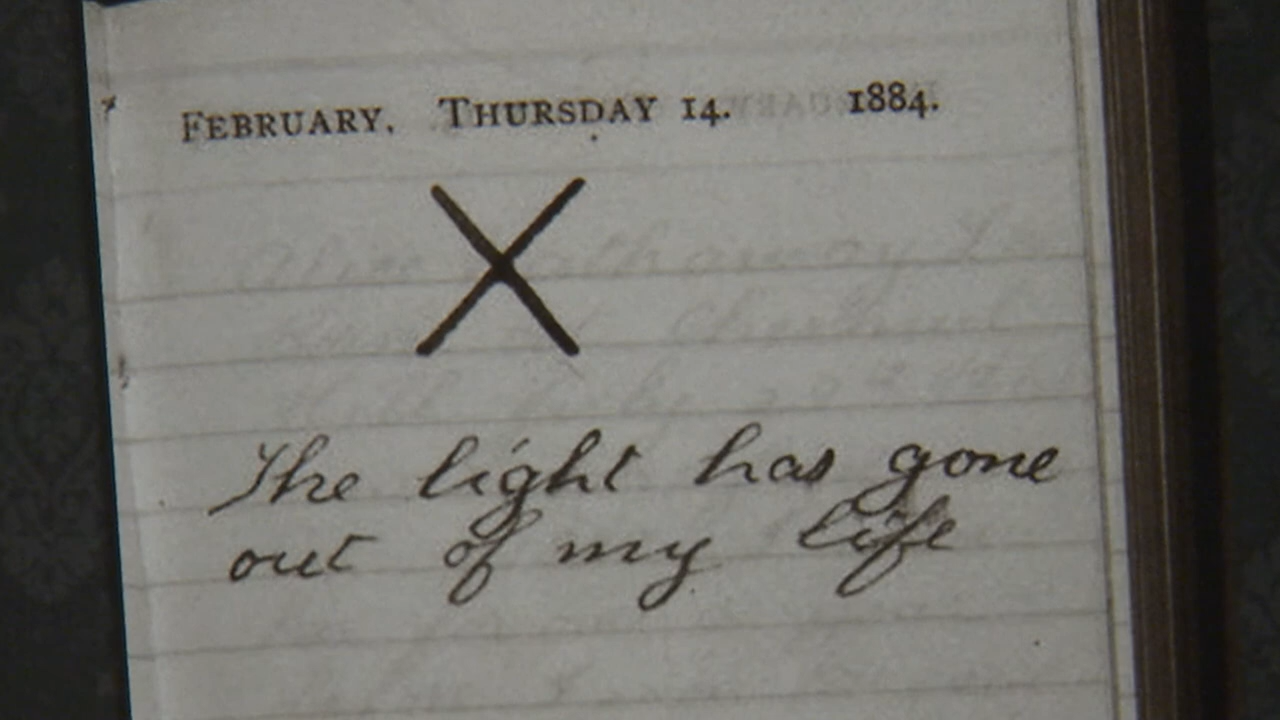 FEBRUARY. THURSDAY 14. 1884.
X
The light has gone
out of my life